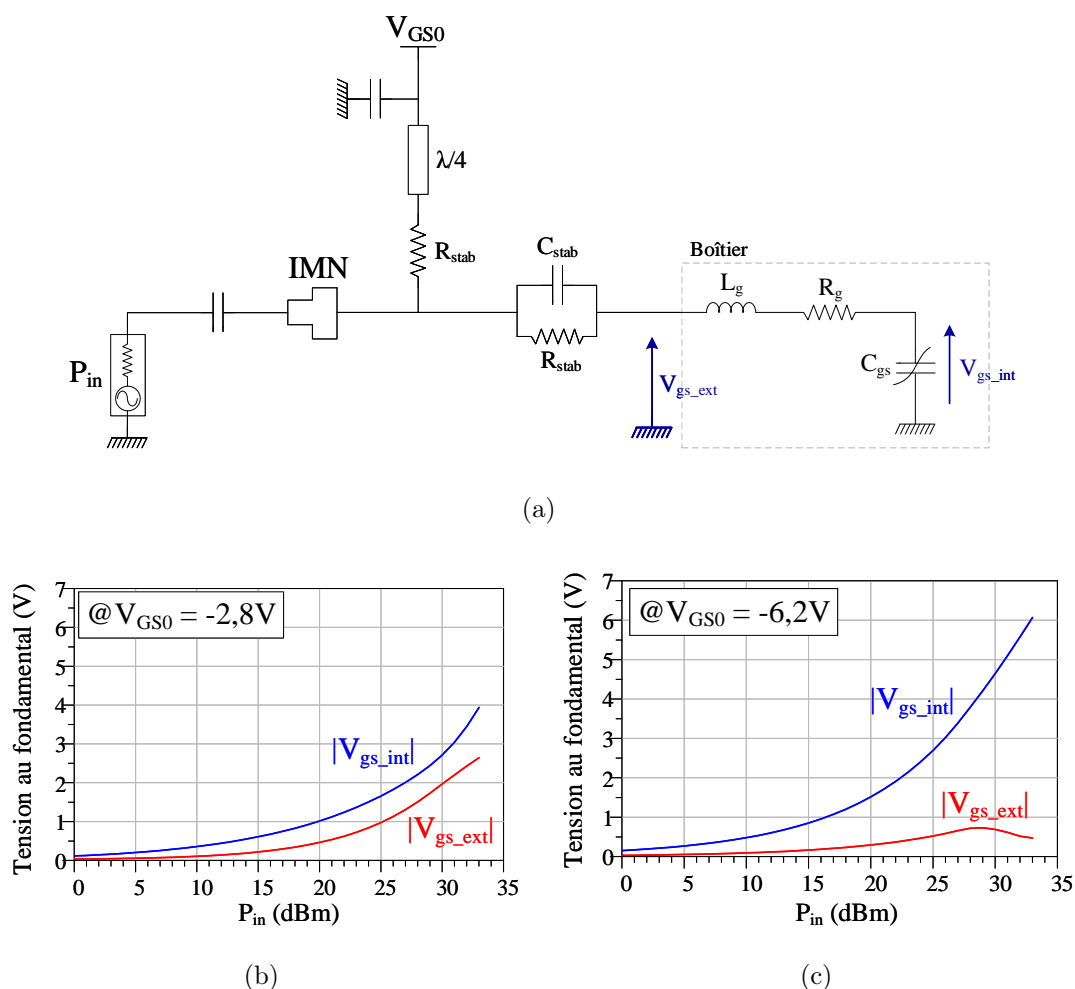 V_GS0
λ/4
R_stab
C_stab
Boîtier
IMN
L_g
R_g
R_stab
P_in
V_gs_ext
C_gs
V_gs_int
(a)
7
6
5
4
3
2
1
0
@V_GS0 = -2,8V
|V_gs_int|
|V_gs_ext|
Tension au fondamental (V)
0 5 10 15 20 25 30 35
P_in (dBm)
(b)
7
6
5
4
3
2
1
0
@V_GS0 = -6,2V
|V_gs_int|
|V_gs_ext|
Tension au fondamental (V)
0 5 10 15 20 25 30 35
P_in (dBm)
(c)